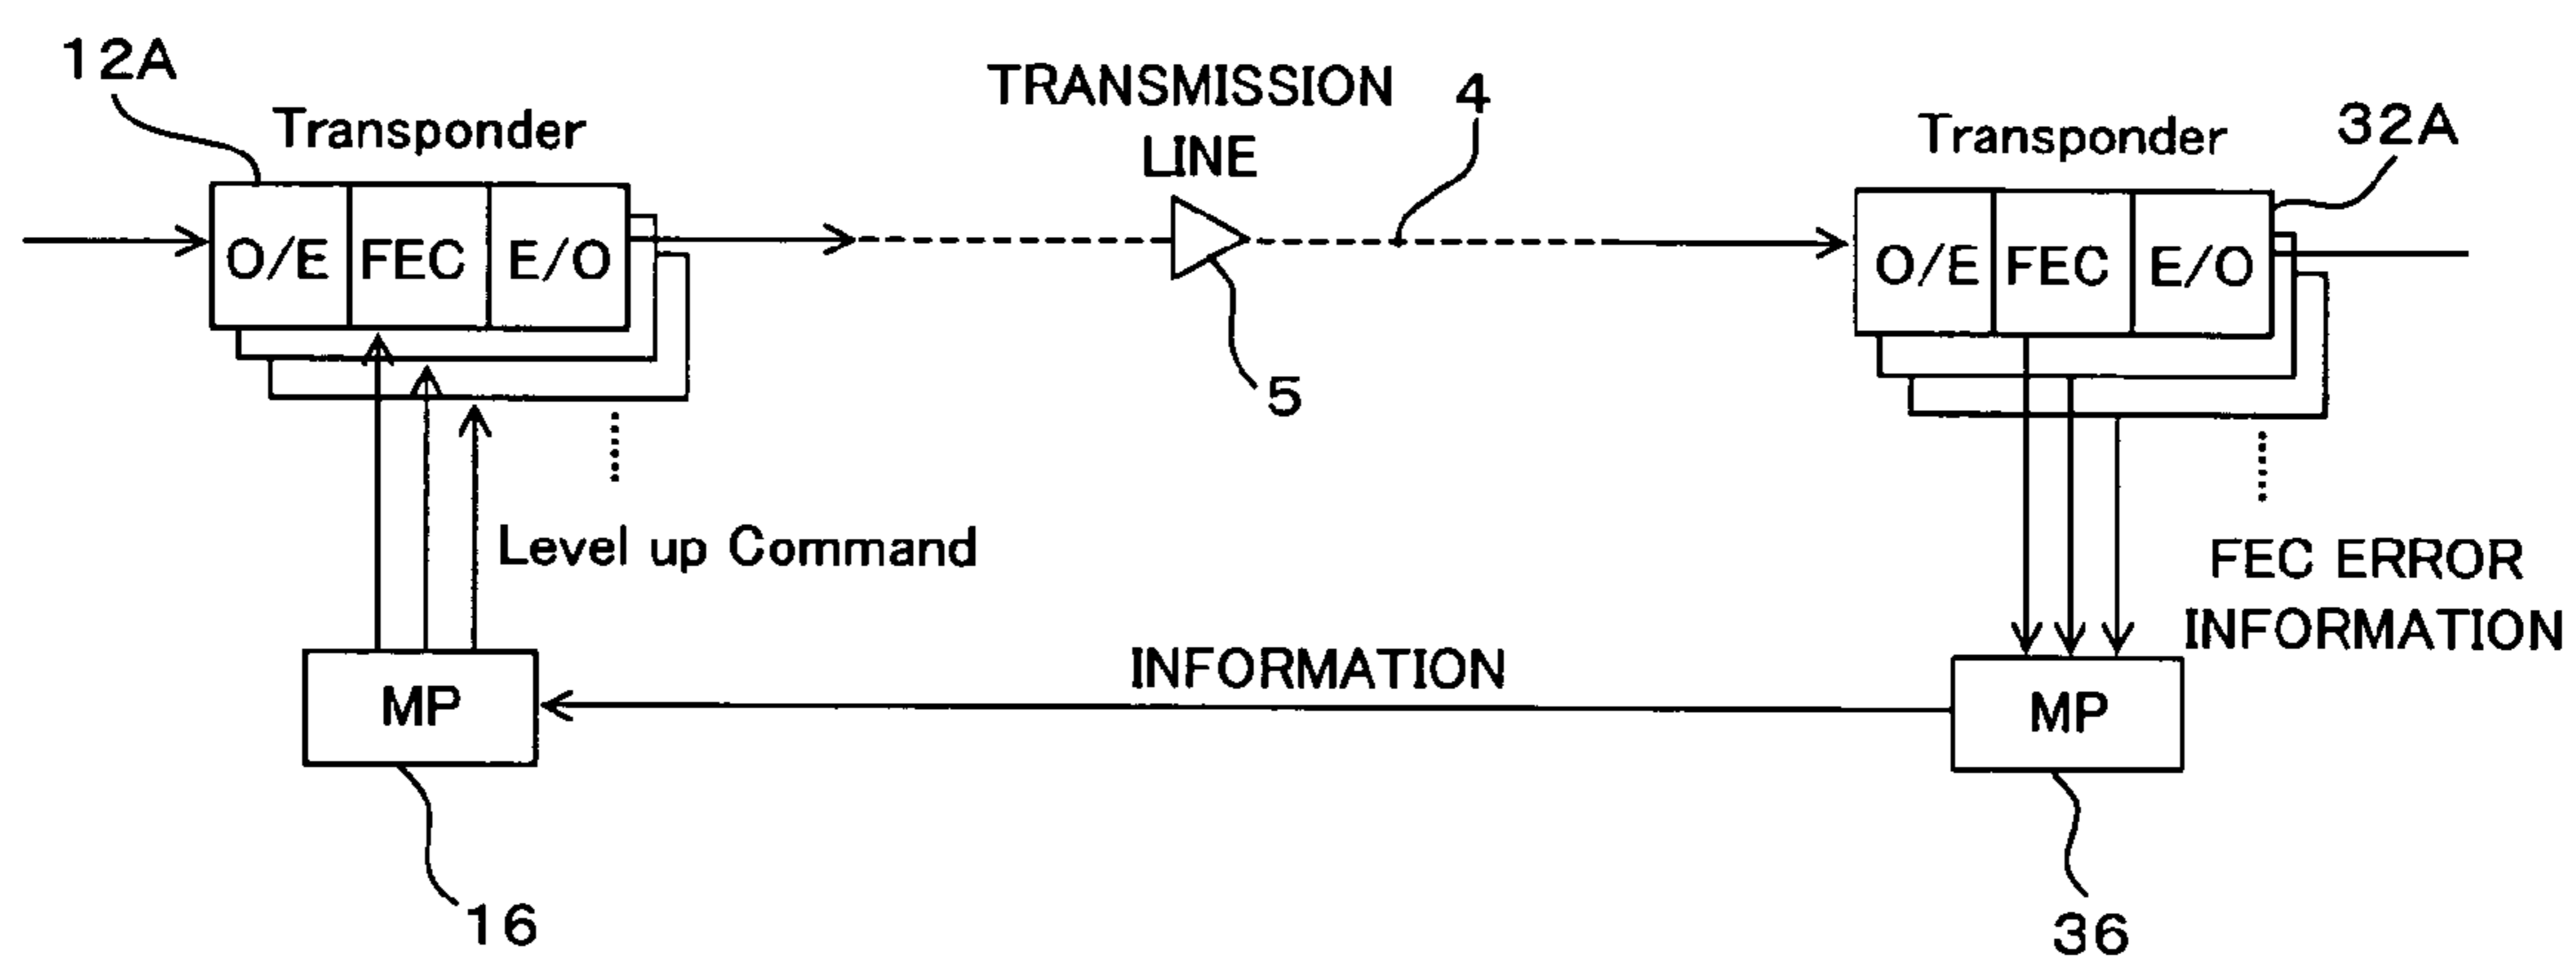 12A
Transponder
TRANSMISSION
LINE
4
Transponder
32A
O/E FEC E/O
5
O/E FEC E/O
Level up Command
FEC ERROR
INFORMATION
INFORMATION
MP
MP
16
36